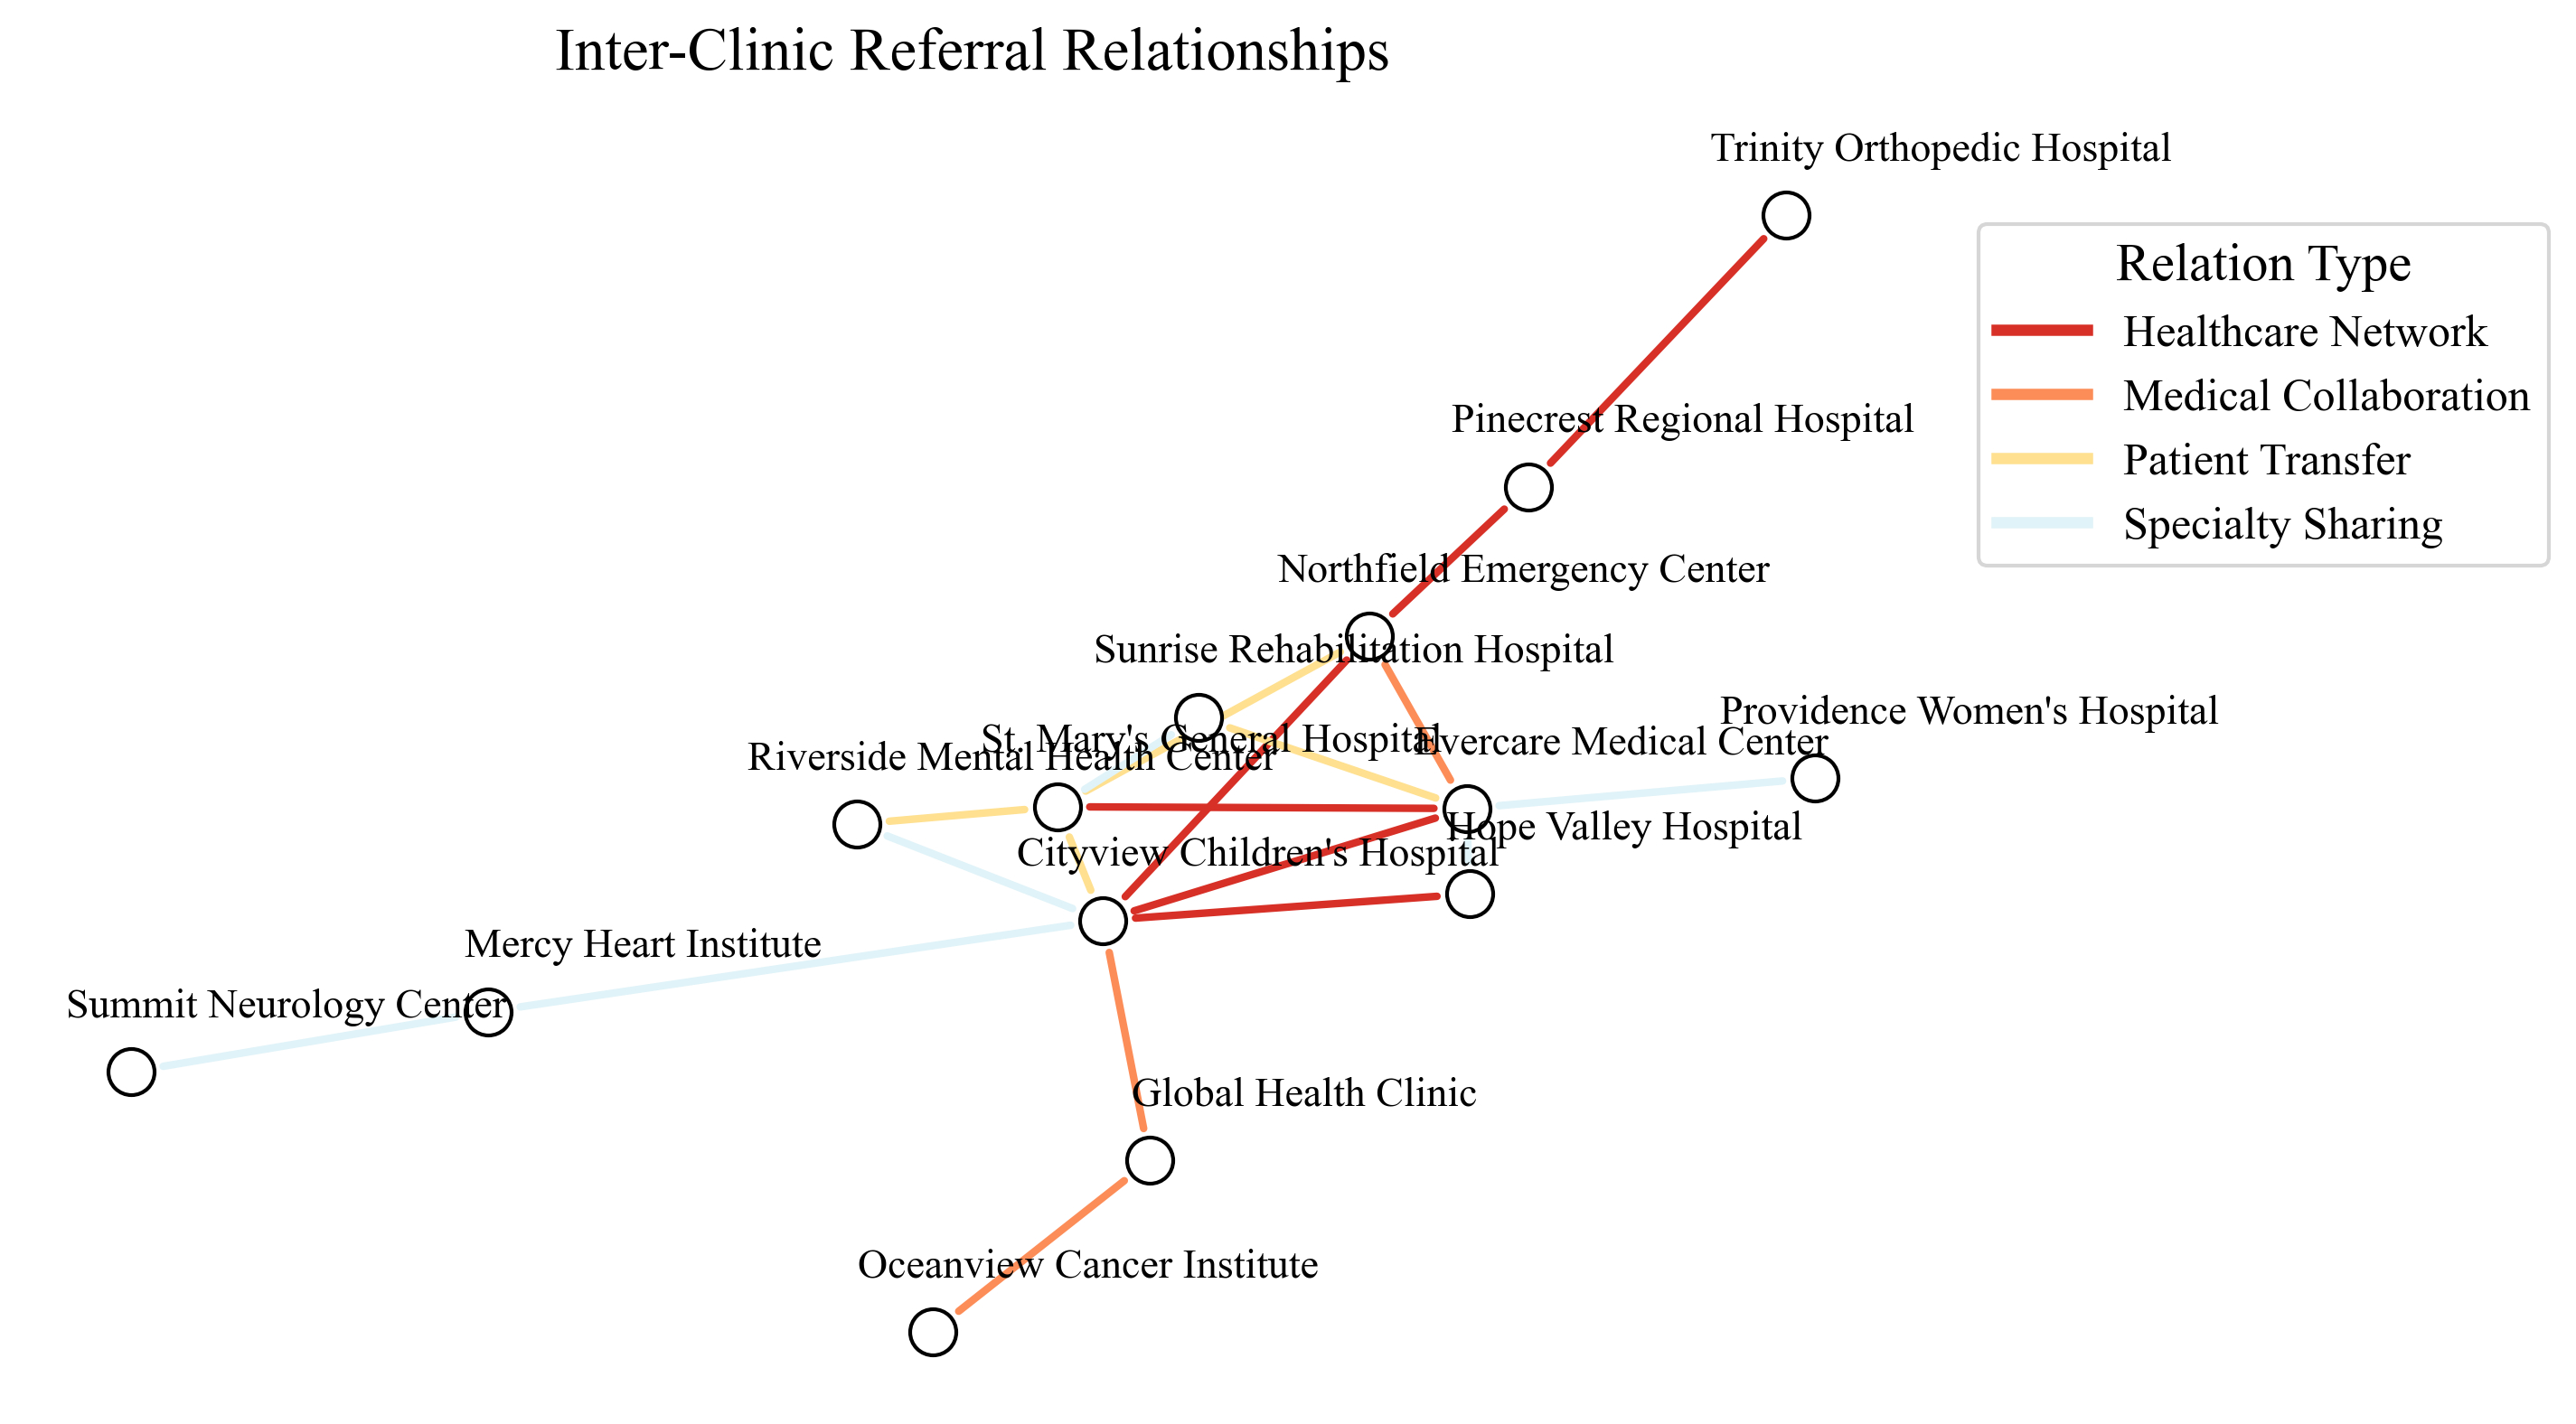 Inter-Clinic Referral Relationships
Trinity Orthopedic Hospital
Relation Type
Healthcare Network
Medical Collaboration
Patient Transfer
Specialty Sharing
Pinecrest Regional Hospital
Northfield Emergency Center
Sunrise Rehabilitation Hospital
Providence Women's Hospital
St. Mary's General Hospital
Evercare Medical Center
Riverside Mental Health Center
Hope Valley Hospital
Cityview Children's Hospital
Mercy Heart Institute
Summit Neurology Center
Global Health Clinic
Oceanview Cancer Institute